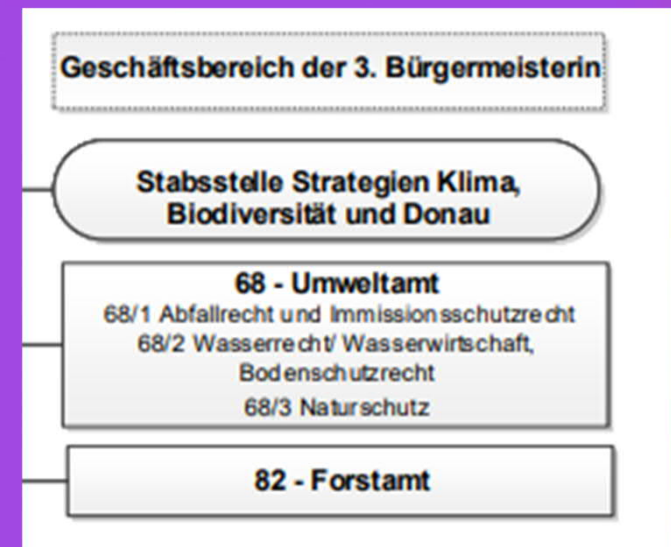 Geschäftsbereich der 3. Bürgermeisterin
Stabsstelle Strategien Klima,
Biodiversität und Donau
68 - Umweltamt
68/1 Abfallrecht und Immissionsschutzrecht
68/2 Wasserrecht/ Wasserwirtschaft,
Bodenschutzrecht
68/3 Naturschutz
82 - Forstamt